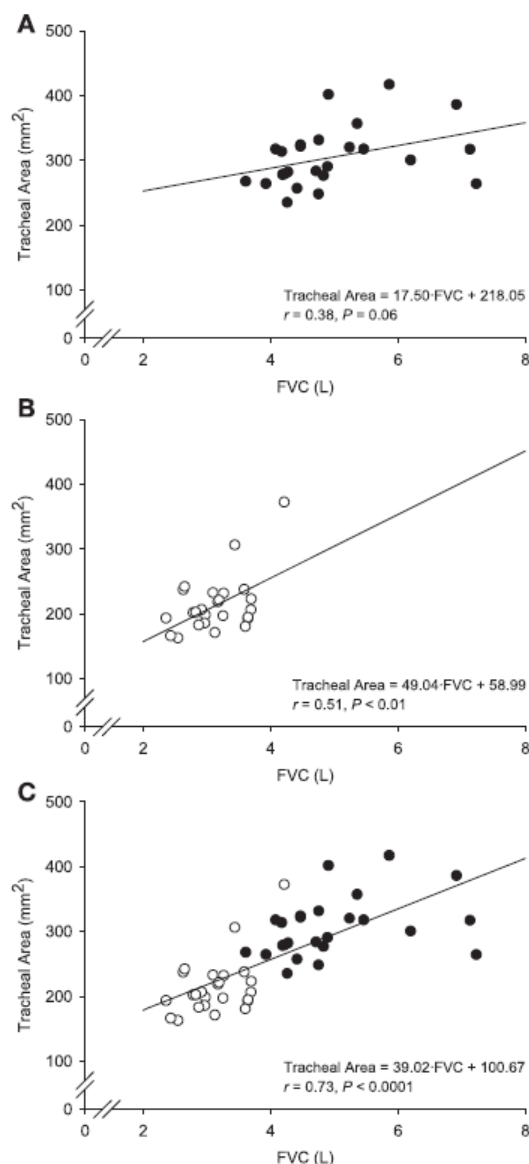 A
500
400
300
200
100
0
Tracheal Area (mm²)
Tracheal Area = 17.50·FVC + 218.05
r = 0.38, P = 0.06
0 2 4 6 8
FVC (L)
B
500
400
300
200
100
0
Tracheal Area (mm²)
Tracheal Area = 49.04·FVC + 58.99
r = 0.51, P < 0.01
0 2 4 6 8
FVC (L)
C
500
400
300
200
100
0
Tracheal Area (mm²)
Tracheal Area = 39.02·FVC + 100.67
r = 0.73, P < 0.0001
0 2 4 6 8
FVC (L)